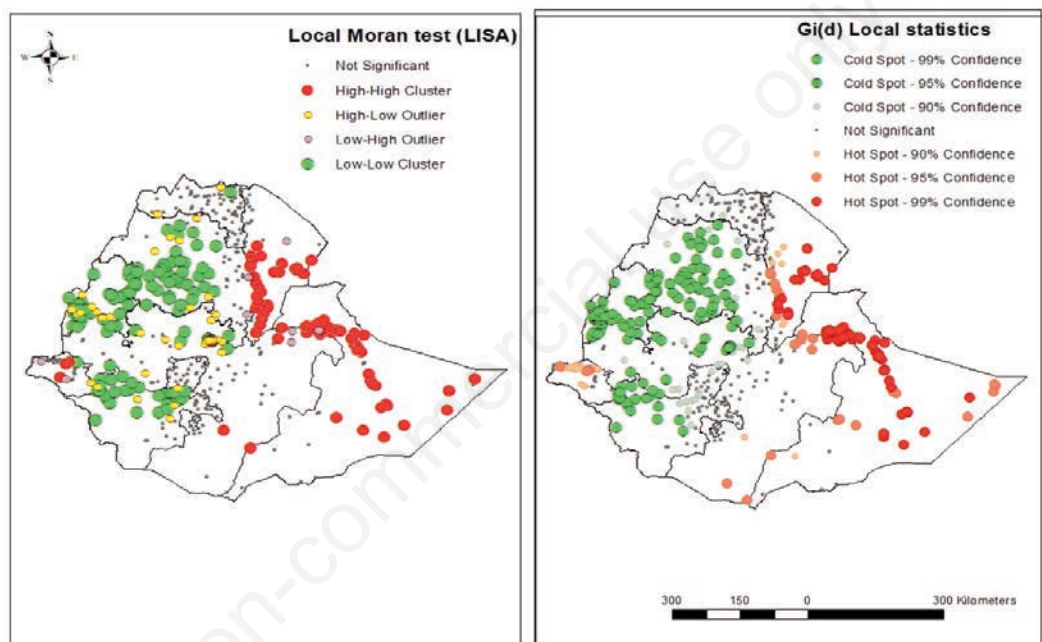 Local Moran test (LISA)
Not Significant
High-High Cluster
High-Low Outlier
Low-High Outlier
Low-Low Cluster
N
W E
S
Gi(d) Local statistics
Cold Spot - 99% Confidence
Cold Spot - 95% Confidence
Cold Spot - 90% Confidence
Not Significant
Hot Spot - 90% Confidence
Hot Spot - 95% Confidence
Hot Spot - 99% Confidence
300 150 0 300 Kilometers
on-commercial use only